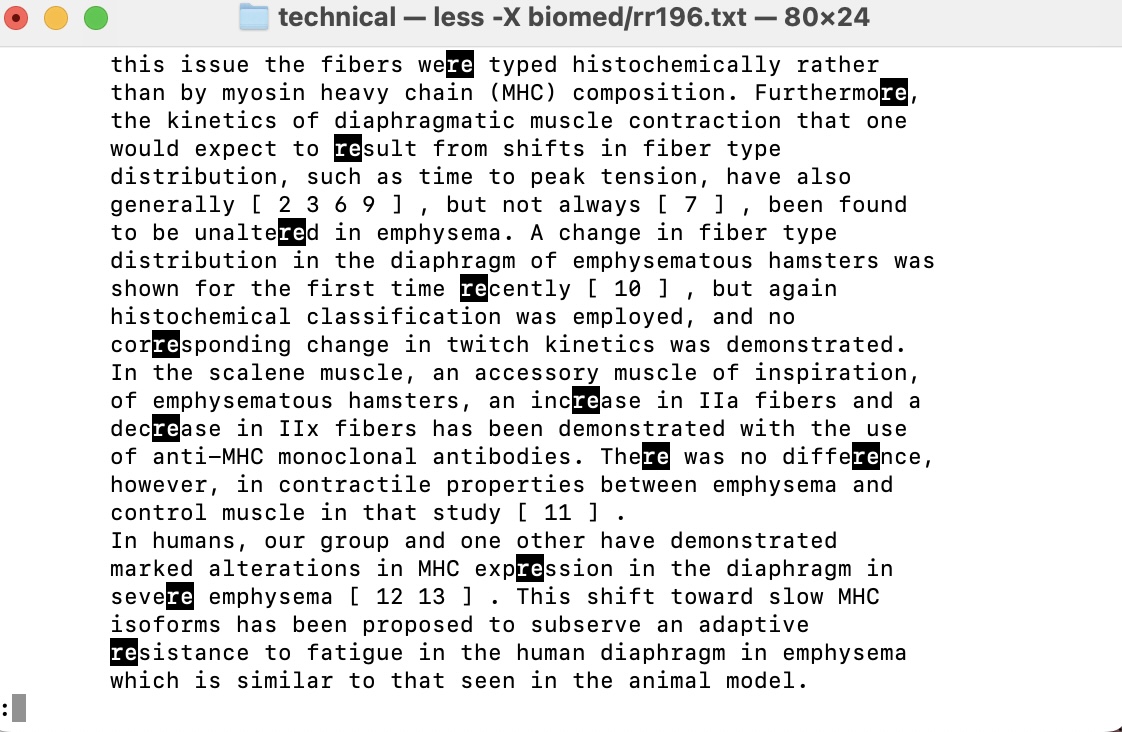 technical — less -X biomed/rr196.txt — 80×24
this issue the fibers were typed histochemically rather
than by myosin heavy chain (MHC) composition. Furthermore,
the kinetics of diaphragmatic muscle contraction that one
would expect to result from shifts in fiber type
distribution, such as time to peak tension, have also
generally [ 2 3 6 9 ] , but not always [ 7 ] , been found
to be unaltered in emphysema. A change in fiber type
distribution in the diaphragm of emphysematous hamsters was
shown for the first time recently [ 10 ] , but again
histochemical classification was employed, and no
corresponding change in twitch kinetics was demonstrated.
In the scalene muscle, an accessory muscle of inspiration,
of emphysematous hamsters, an increase in IIa fibers and a
decrease in IIx fibers has been demonstrated with the use
of anti-MHC monoclonal antibodies. There was no difference,
however, in contractile properties between emphysema and
control muscle in that study [ 11 ] .
In humans, our group and one other have demonstrated
marked alterations in MHC expression in the diaphragm in
severe emphysema [ 12 13 ] . This shift toward slow MHC
isoforms has been proposed to subserve an adaptive
resistance to fatigue in the human diaphragm in emphysema
which is similar to that seen in the animal model.
: